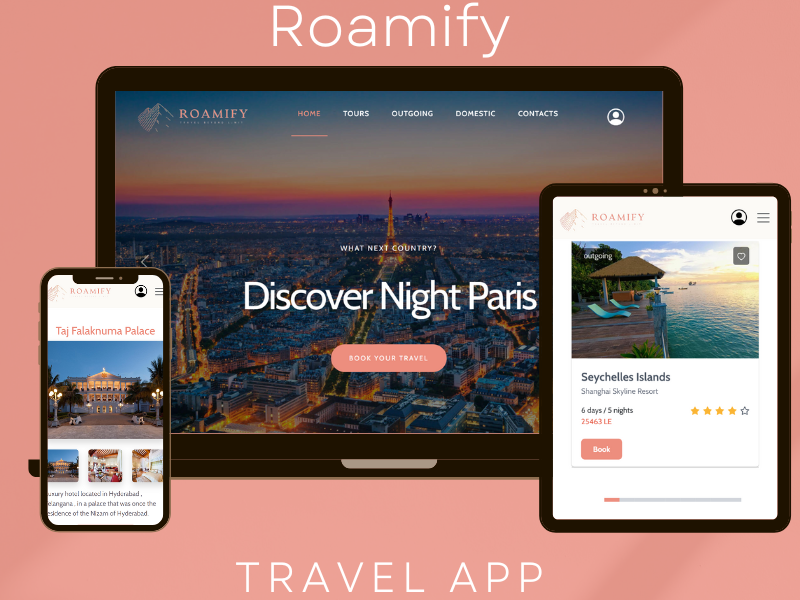 Roamify
ROAMIFY
HOME TOURS OUTGOING DOMESTIC CONTACTS
WHAT NEXT COUNTRY?
Discover Night Paris
BOOK YOUR TRAVEL
ROAMIFY
Taj Falaknuma Palace
uxury hotel located in Hyderabad ,
elangana . in a palace that was once the
esidence of the Nizam of Hyderabad.
ROAMIFY
outgoing
Seychelles Islands
Shanghai Skyline Resort
6 days / 5 nights
25463 LE
Book
TRAVEL APP